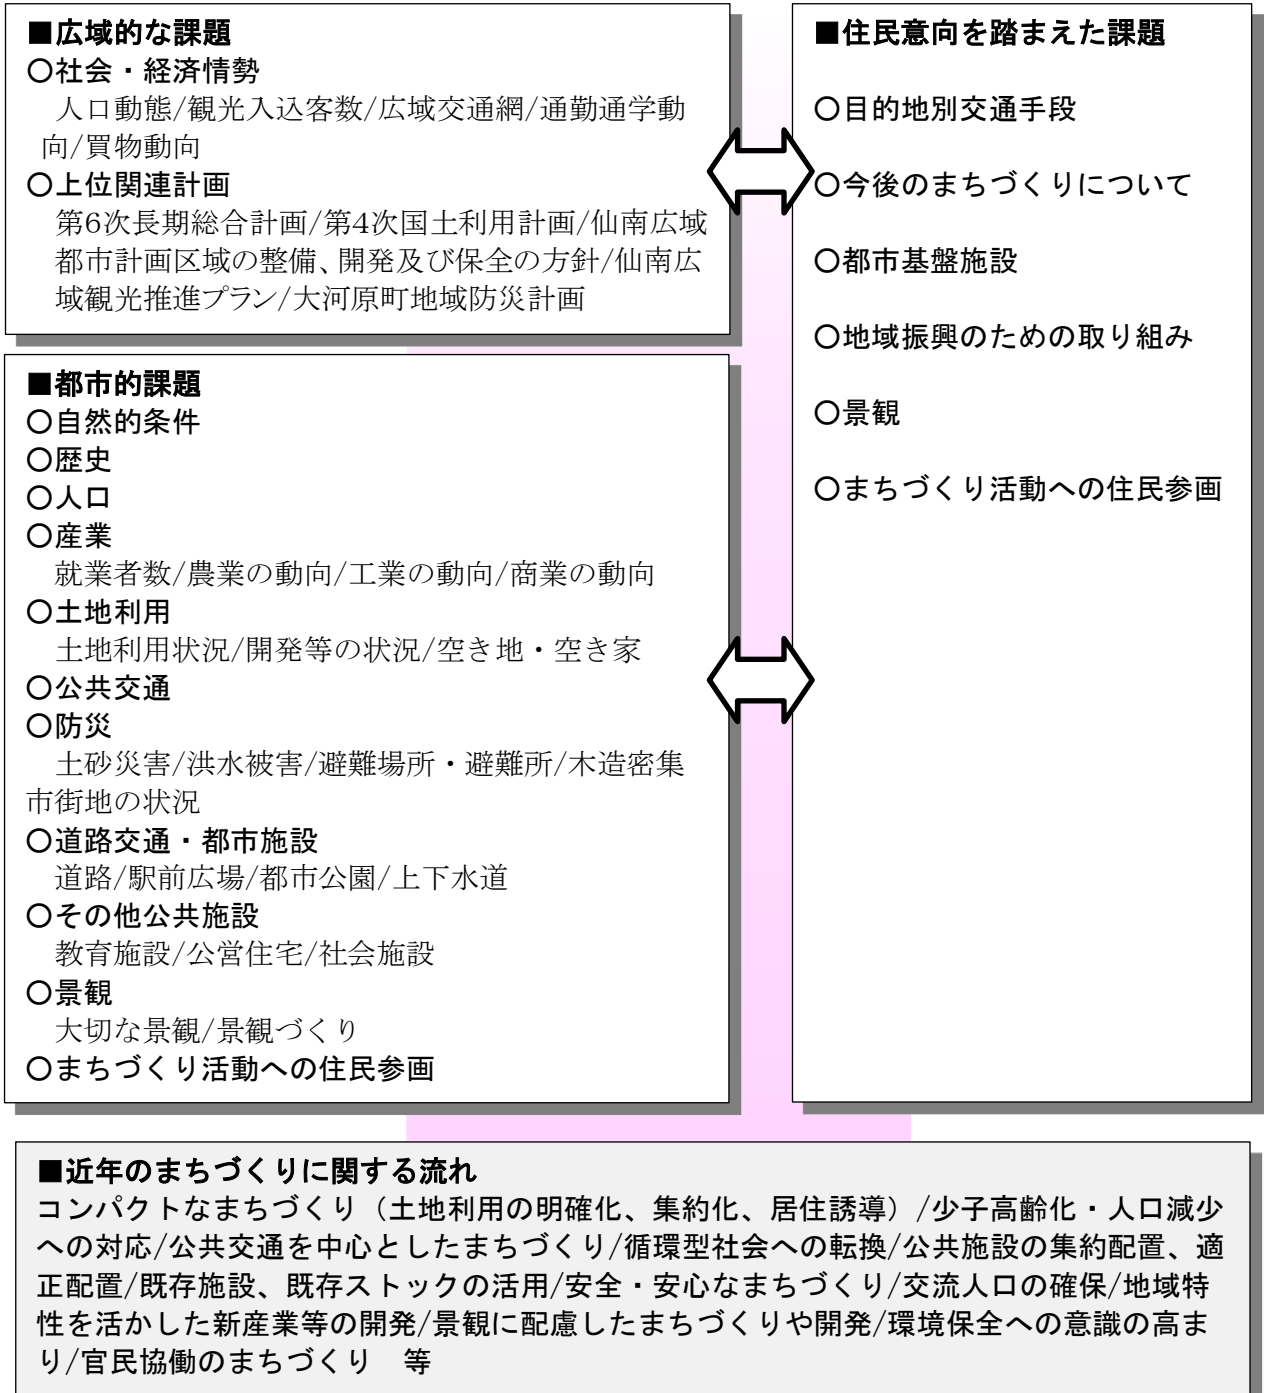 ■広域的な課題
○社会・経済情勢
人口動態/観光入込客数/広域交通網/通勤通学動
向/買物動向
○上位関連計画
第6次長期総合計画/第4次国土利用計画/仙南広域
都市計画区域の整備、開発及び保全の方針/仙南広
域観光推進プラン/大河原町地域防災計画
■都市的課題
○自然的条件
○歴史
○人口
○産業
就業者数/農業の動向/工業の動向/商業の動向
○土地利用
土地利用状況/開発等の状況/空き地・空き家
○公共交通
○防災
土砂災害/洪水被害/避難場所・避難所/木造密集
市街地の状況
○道路交通・都市施設
道路/駅前広場/都市公園/上下水道
○その他公共施設
教育施設/公営住宅/社会施設
○景観
大切な景観/景観づくり
○まちづくり活動への住民参画
■住民意向を踏まえた課題
○目的地別交通手段
○今後のまちづくりについて
○都市基盤施設
○地域振興のための取り組み
○景観
○まちづくり活動への住民参画
■近年のまちづくりに関する流れ
コンパクトなまちづくり（土地利用の明確化、集約化、居住誘導）/少子高齢化・人口減少
への対応/公共交通を中心としたまちづくり/循環型社会への転換/公共施設の集約配置、適
正配置/既存施設、既存ストックの活用/安全・安心なまちづくり/交流人口の確保/地域特
性を活かした新産業等の開発/景観に配慮したまちづくりや開発/環境保全への意識の高ま
り/官民協働のまちづくり　等